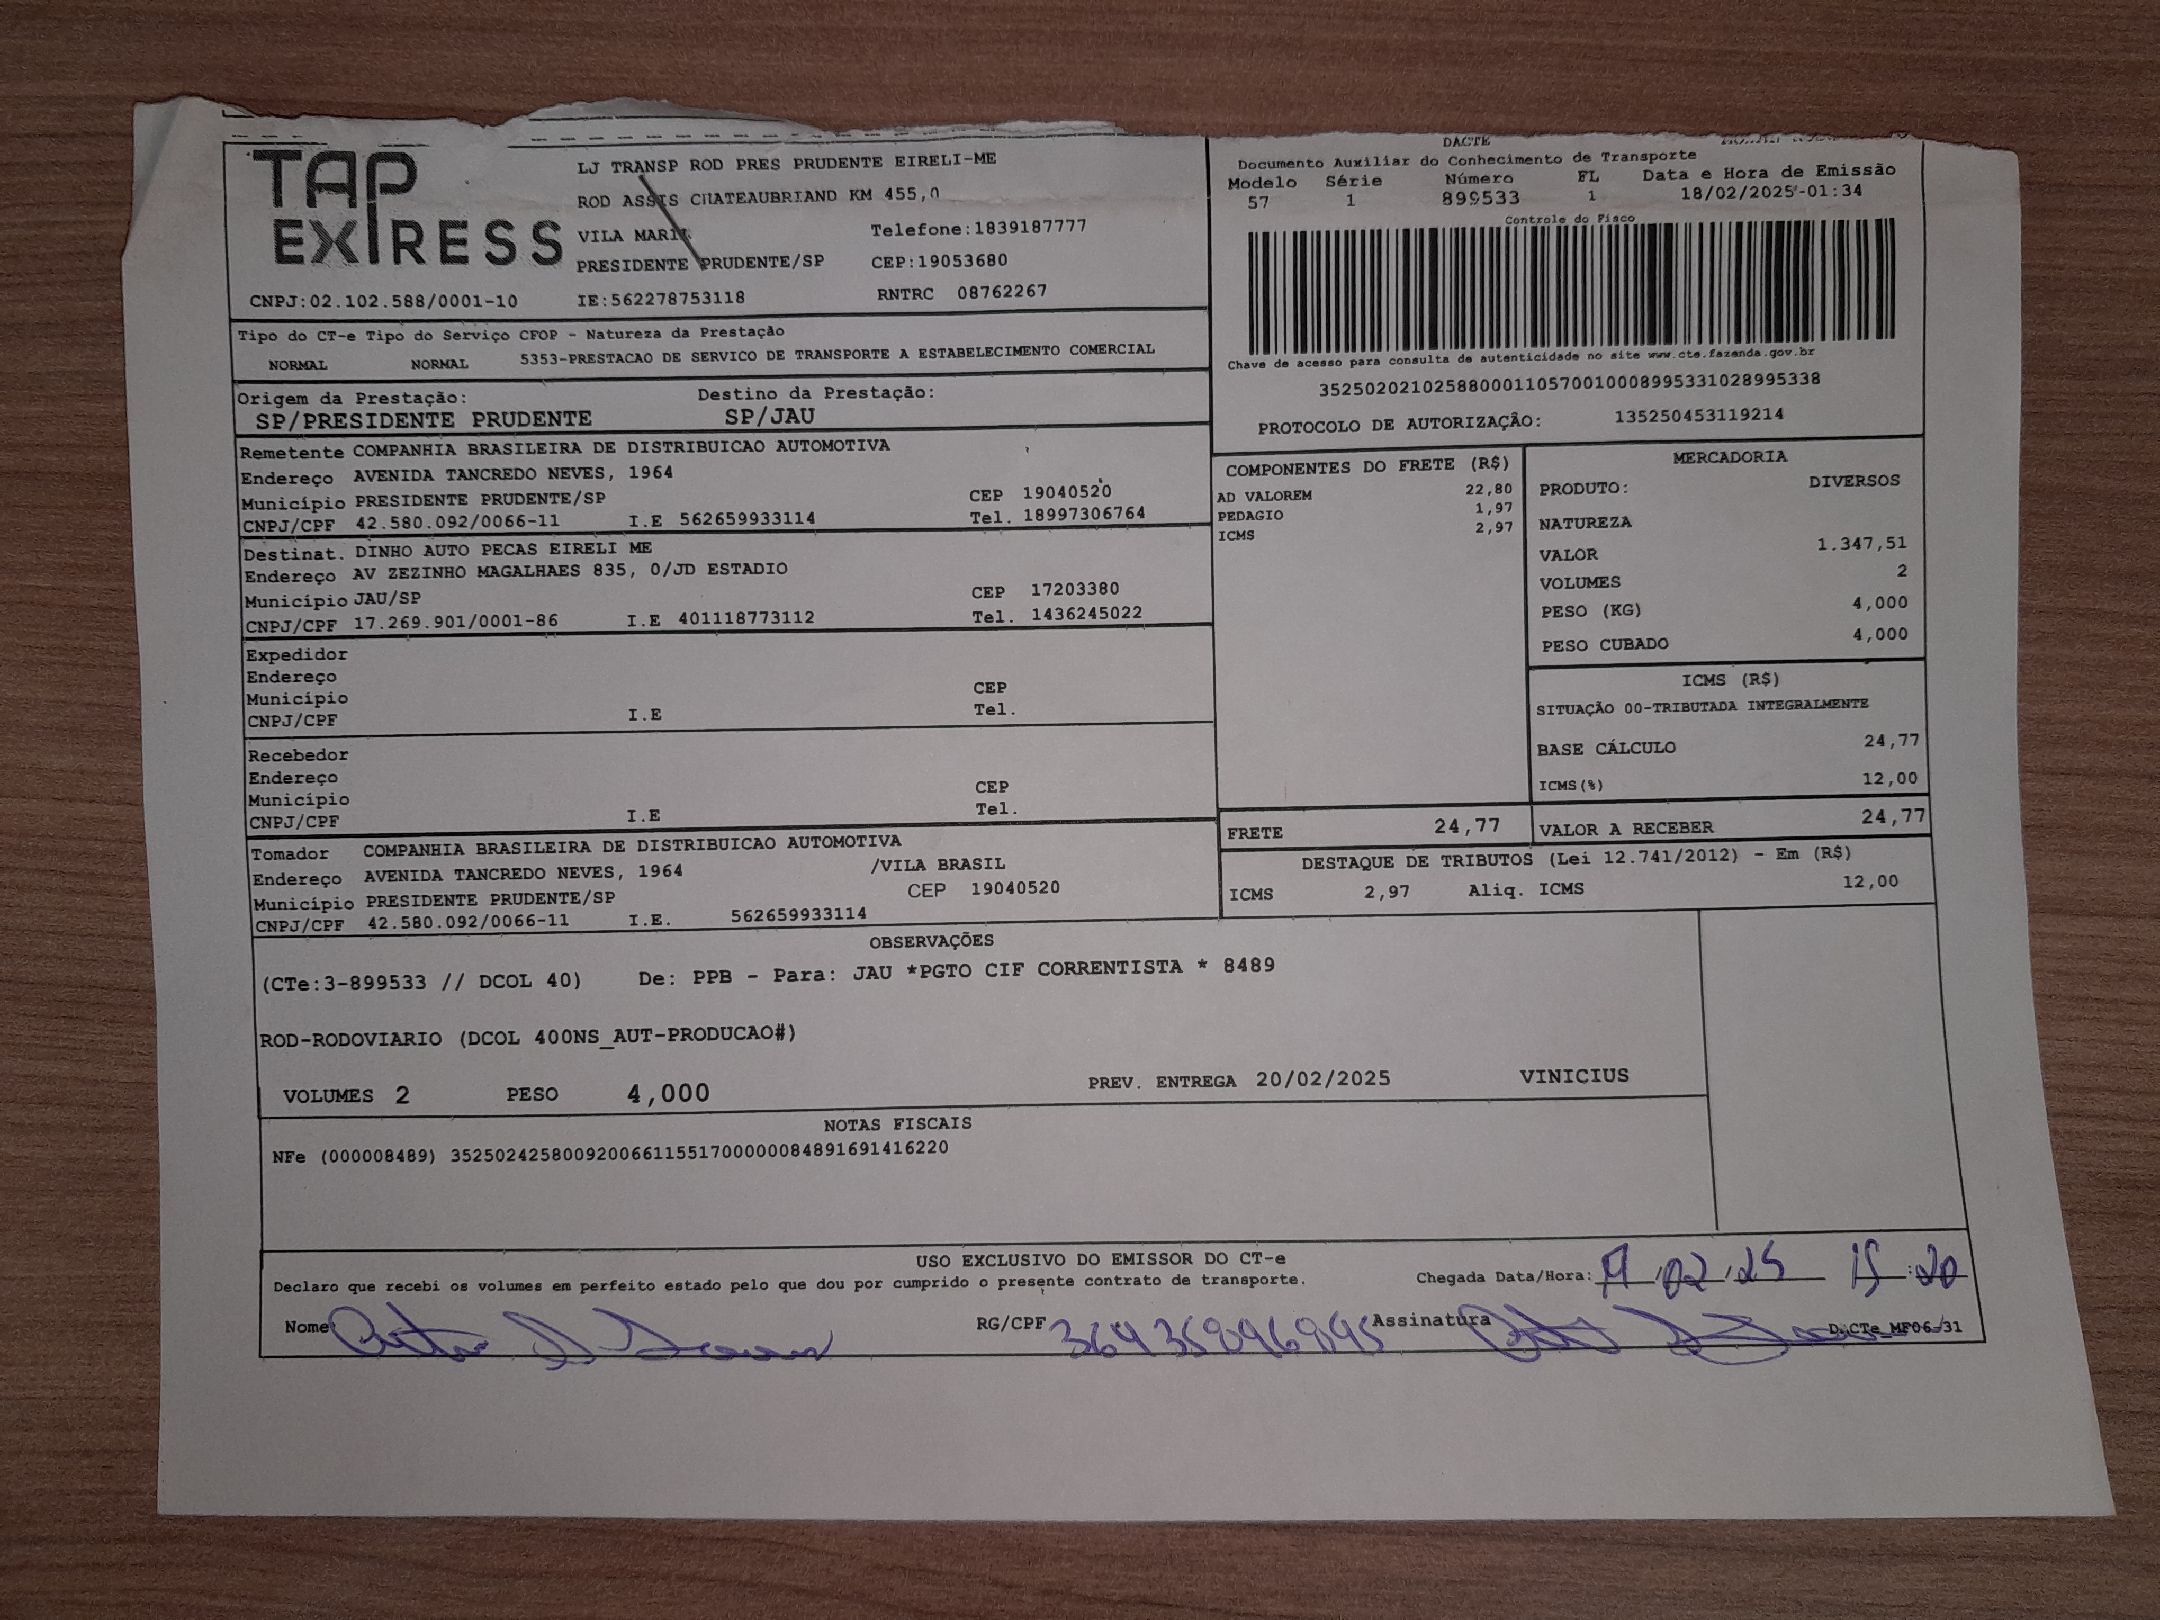 TAP
EXPRESS
LJ TRANSP ROD PRES PRUDENTE EIRELI-ME
ROD ASSIS CHATEAUBRIAND KM 455,0
VILA MARIA
Telefone:1839187777
PRESIDENTE PRUDENTE/SP
CEP:19053680
CNPJ:02.102.588/0001-10
IE:562278753118
RNTRC 08762267
DACTE
Documento Auxiliar do Conhecimento de Transporte
Modelo Série Número FL Data e Hora de Emissão
57 1 899533 1 18/02/2025-01:34
Controle do Fisco
Chave de acesso para consulta de autenticidade no site www.cte.fazenda.gov.br
35250202102588000110570010008995331028995338
PROTOCOLO DE AUTORIZAÇÃO: 135250453119214
Tipo do CT-e Tipo do Serviço CFOP - Natureza da Prestação
NORMAL NORMAL 5353-PRESTACAO DE SERVICO DE TRANSPORTE A ESTABELECIMENTO COMERCIAL
Origem da Prestação: Destino da Prestação:
SP/PRESIDENTE PRUDENTE SP/JAU
Remetente COMPANHIA BRASILEIRA DE DISTRIBUICAO AUTOMOTIVA
Endereço AVENIDA TANCREDO NEVES, 1964
Município PRESIDENTE PRUDENTE/SP CEP 19040520
CNPJ/CPF 42.580.092/0066-11 I.E 562659933114 Tel. 18997306764
Destinat. DINHO AUTO PECAS EIRELI ME
Endereço AV ZEZINHO MAGALHAES 835, 0/JD ESTADIO
Município JAU/SP CEP 17203380
CNPJ/CPF 17.269.901/0001-86 I.E 401118773112 Tel. 1436245022
Expedidor
Endereço
Município CEP
CNPJ/CPF I.E Tel.
Recebedor
Endereço
Município CEP
CNPJ/CPF I.E Tel.
Tomador COMPANHIA BRASILEIRA DE DISTRIBUICAO AUTOMOTIVA
Endereço AVENIDA TANCREDO NEVES, 1964 /VILA BRASIL
Município PRESIDENTE PRUDENTE/SP CEP 19040520
CNPJ/CPF 42.580.092/0066-11 I.E. 562659933114
COMPONENTES DO FRETE (R$)
AD VALOREM 22,80
PEDAGIO 1,97
ICMS 2,97
MERCADORIA
PRODUTO: DIVERSOS
NATUREZA
VALOR 1.347,51
VOLUMES 2
PESO (KG) 4,000
PESO CUBADO 4,000
ICMS (R$)
SITUAÇÃO 00-TRIBUTADA INTEGRALMENTE
BASE CÁLCULO 24,77
ICMS(%) 12,00
FRETE 24,77 VALOR A RECEBER 24,77
DESTAQUE DE TRIBUTOS (Lei 12.741/2012) - Em (R$)
ICMS 2,97 Aliq. ICMS 12,00
OBSERVAÇÕES
(CTe:3-899533 // DCOL 40) De: PPB - Para: JAU *PGTO CIF CORRENTISTA * 8489
ROD-RODOVIARIO (DCOL 400NS_AUT-PRODUCAO#)
VOLUMES 2 PESO 4,000 PREV. ENTREGA 20/02/2025 VINICIUS
NOTAS FISCAIS
NFe (000008489) 35250242580092006611551700000084891691416220
USO EXCLUSIVO DO EMISSOR DO CT-e
Declaro que recebi os volumes em perfeito estado pelo que dou por cumprido o presente contrato de transporte.
Chegada Data/Hora: 02 25 15:20
Nome RG/CPF Assinatura
DACTe_MF06/31